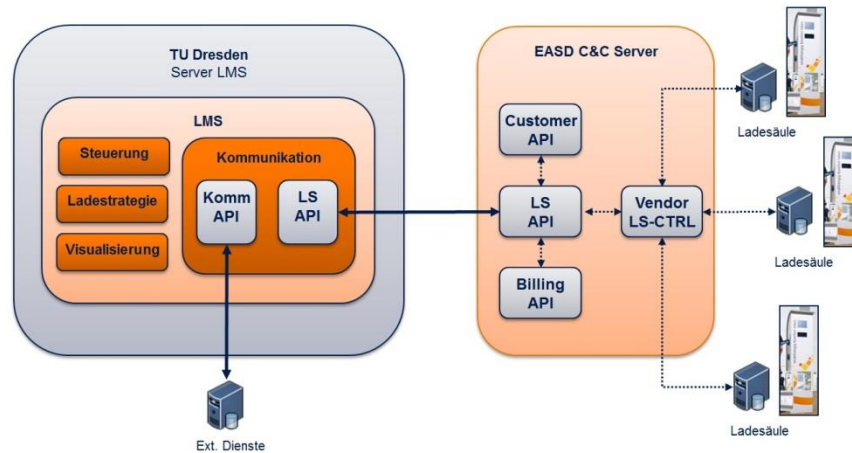 TU Dresden
Server LMS
LMS
Steuerung
Ladestrategie
Visualisierung
Kommunikation
Komm
API
LS
API
Ext. Dienste
EASD C&C Server
Customer
API
LS
API
Billing
API
Vendor
LS-CTRL
Ladesäule
Ladesäule
Ladesäule